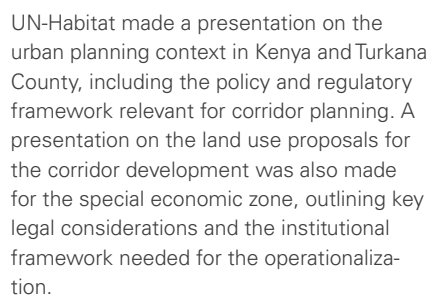 UN-Habitat made a presentation on the
urban planning context in Kenya and Turkana
County, including the policy and regulatory
framework relevant for corridor planning. A
presentation on the land use proposals for
the corridor development was also made
for the special economic zone, outlining key
legal considerations and the institutional
framework needed for the operationaliza-
tion.